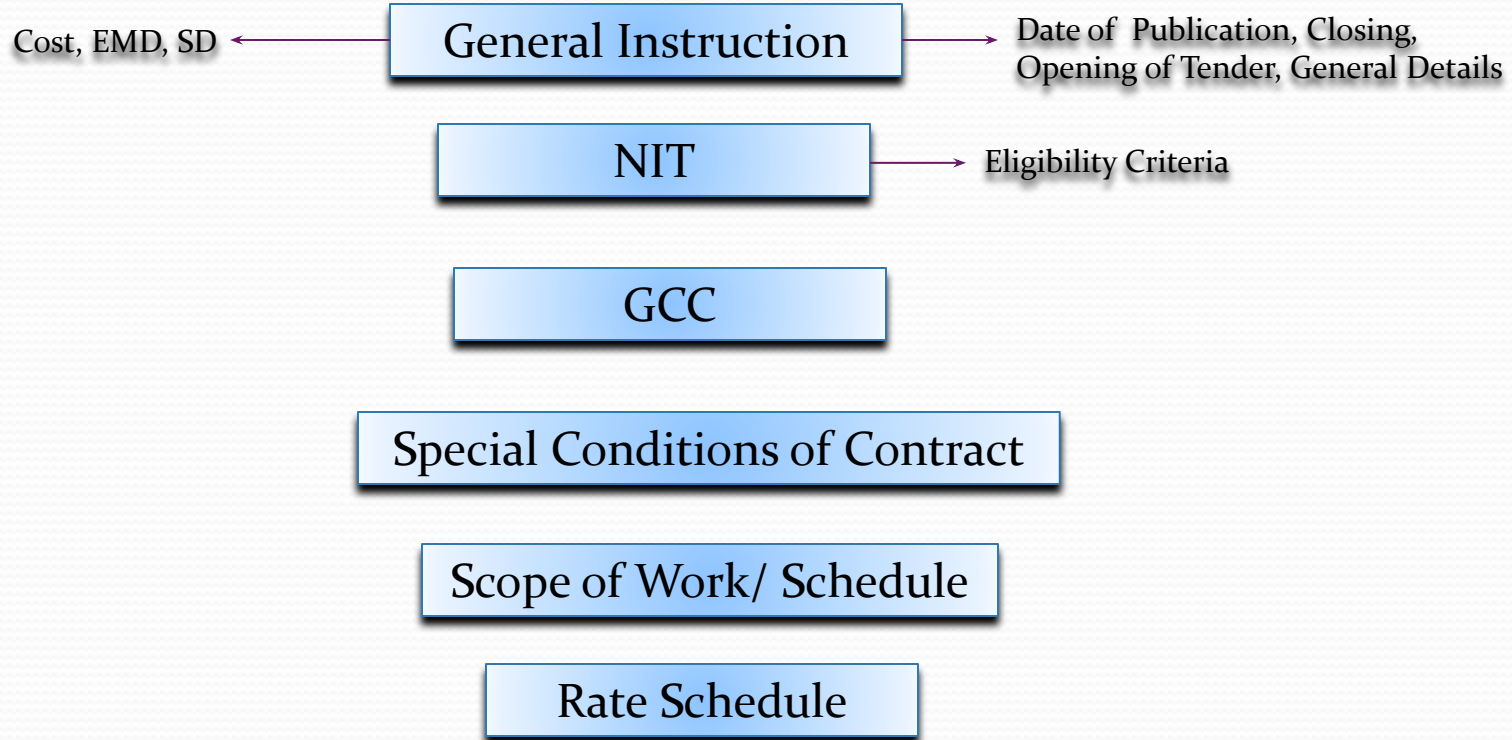 Cost, EMD, SD
General Instruction
Date of Publication, Closing,
Opening of Tender, General Details
NIT
Eligibility Criteria
GCC
Special Conditions of Contract
Scope of Work/ Schedule
Rate Schedule